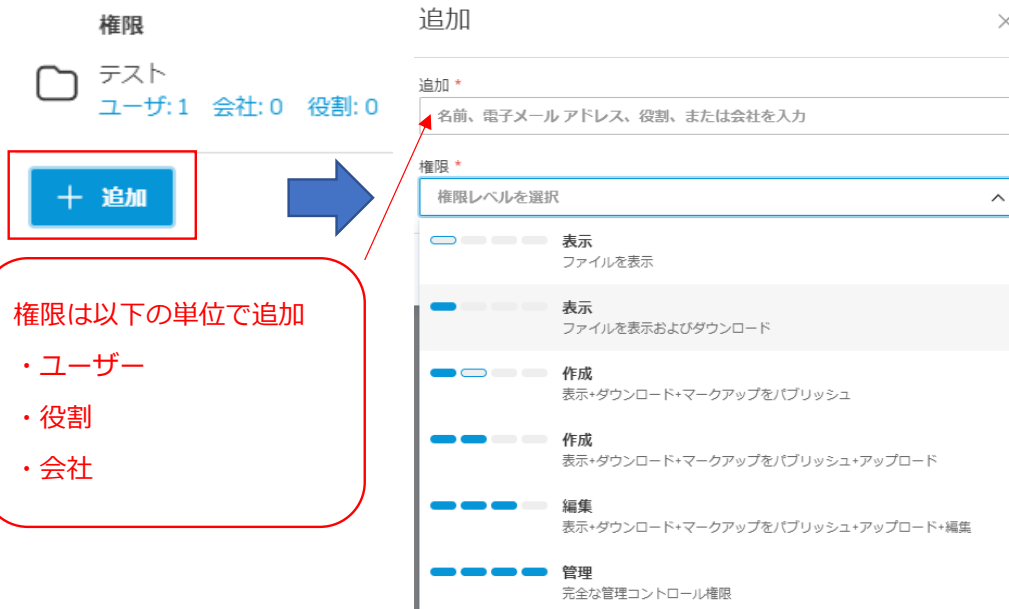 権限
テスト
ユーザ: 1 会社: 0 役割: 0
＋ 追加
権限は以下の単位で追加
・ユーザー
・役割
・会社
追加
追加 *
名前、電子メール アドレス、役割、または会社を入力
権限 *
権限レベルを選択
表示
ファイルを表示
表示
ファイルを表示およびダウンロード
作成
表示+ダウンロード+マークアップをパブリッシュ
作成
表示+ダウンロード+マークアップをパブリッシュ+アップロード
編集
表示+ダウンロード+マークアップをパブリッシュ+アップロード+編集
管理
完全な管理コントロール権限